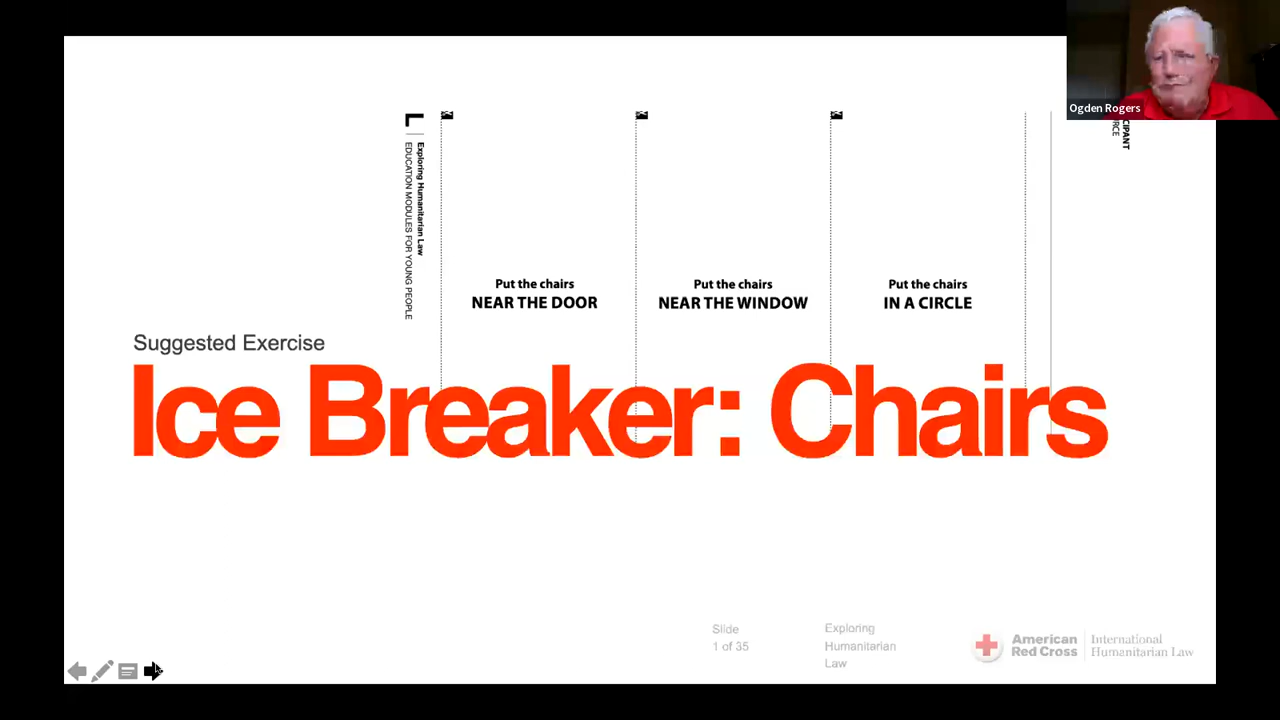 Ogden Rogers
L
Exploring Humanitarian Law
EDUCATION MODULES FOR YOUNG PEOPLE
Put the chairs
NEAR THE DOOR
Put the chairs
NEAR THE WINDOW
Put the chairs
IN A CIRCLE
Suggested Exercise
Ice Breaker: Chairs
Slide
1 of 35
Exploring
Humanitarian
Law
American
Red Cross
International
Humanitarian Law